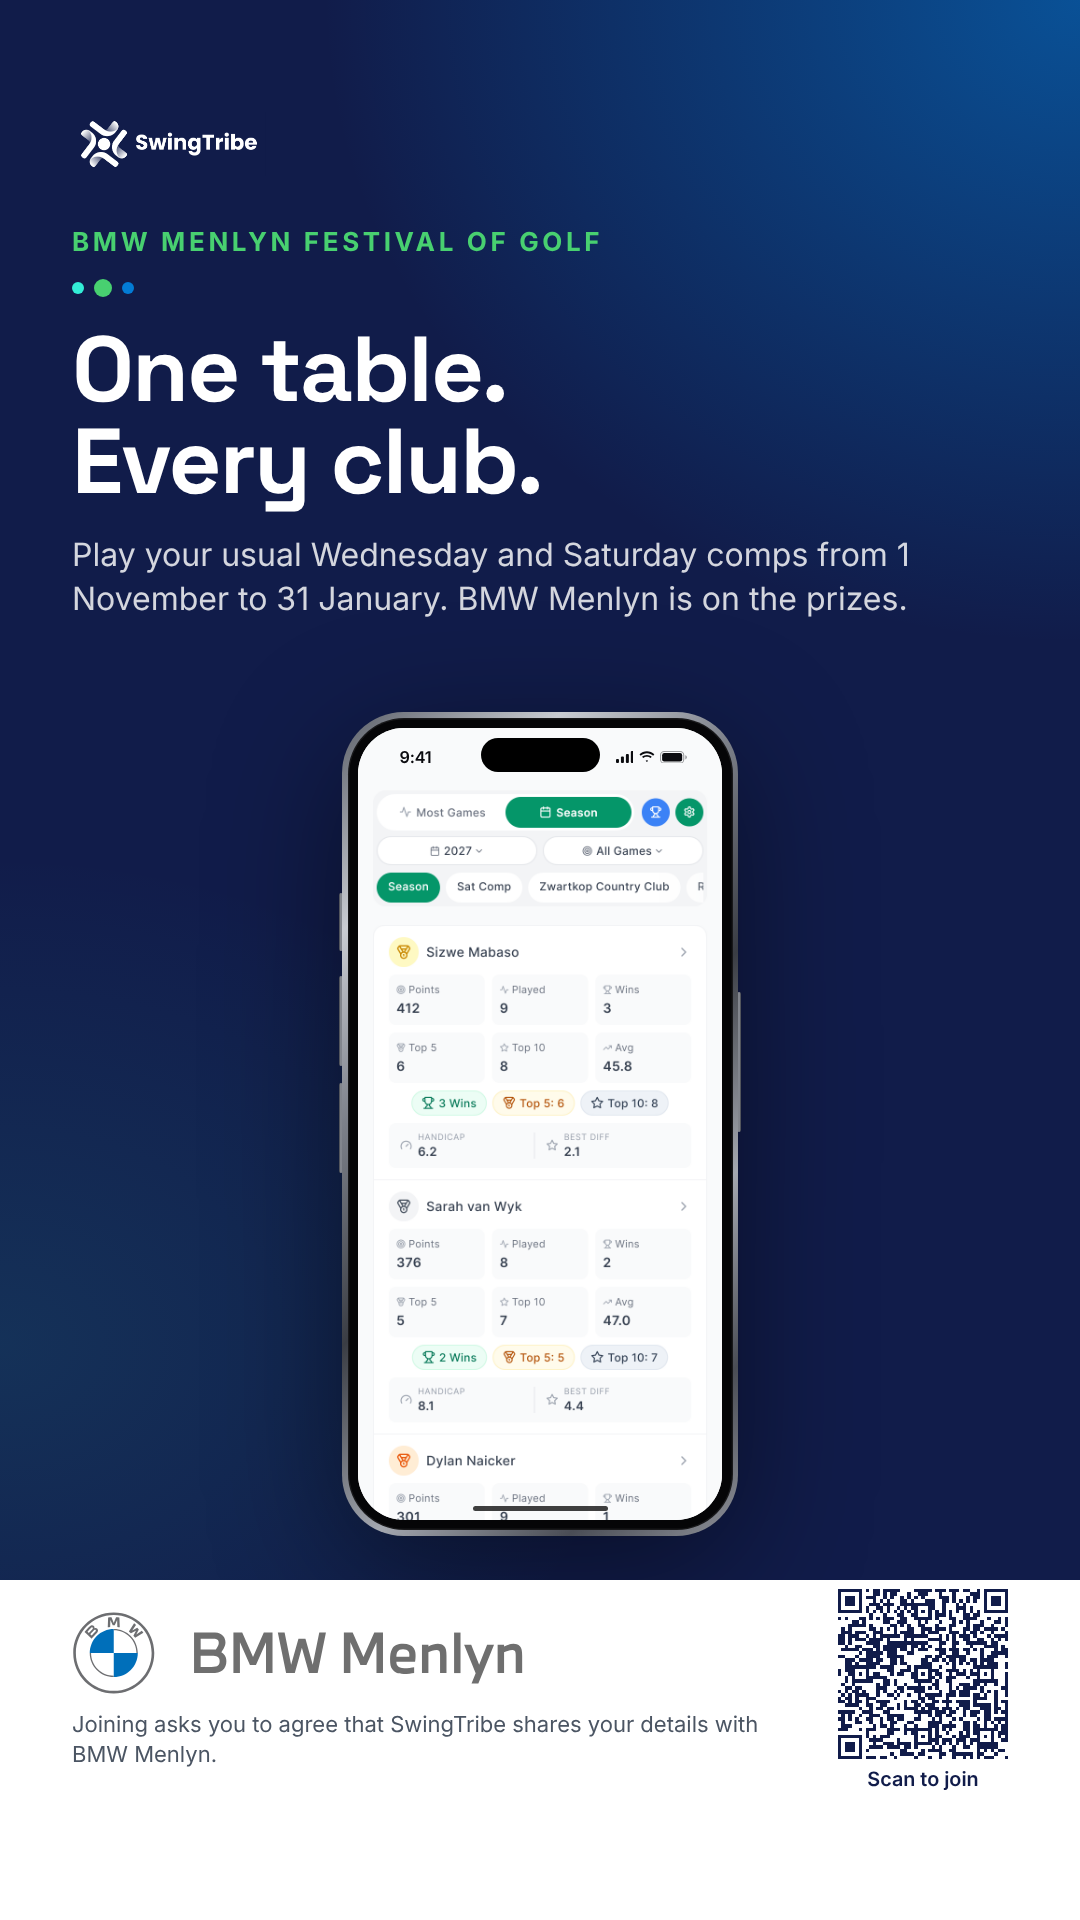 SwingTribe
BMW MENLYN FESTIVAL OF GOLF
One table.
Every club.
Play your usual Wednesday and Saturday comps from 1
November to 31 January. BMW Menlyn is on the prizes.
9:41
Most Games Season
2027 All Games
Season Sat Comp Zwartkop Country Club
Sizwe Mabaso
Points Played Wins
412 9 3
Top 5 Top 10 Avg
6 8 45.8
3 Wins Top 5: 6 Top 10: 8
HANDICAP BEST DIFF
6.2 2.1
Sarah van Wyk
Points Played Wins
376 8 2
Top 5 Top 10 Avg
5 7 47.0
2 Wins Top 5: 5 Top 10: 7
HANDICAP BEST DIFF
8.1 4.4
Dylan Naicker
Points Played Wins
301 9 1
BMW
BMW Menlyn
Joining asks you to agree that SwingTribe shares your details with
BMW Menlyn.
Scan to join